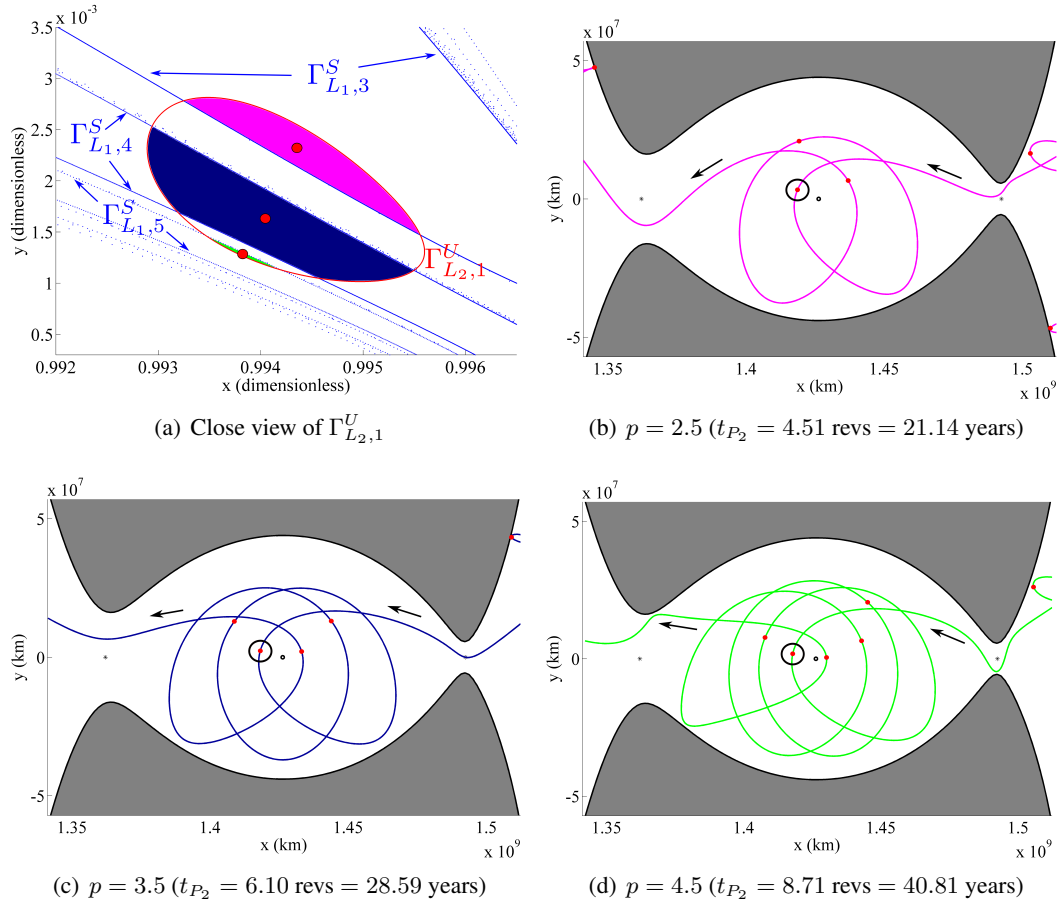 x 10⁻³
3.5
3
2.5
2
1.5
1
0.5
y (dimensionless)
Γ^S_{L₁,3}
Γ^S_{L₁,4}
Γ^S_{L₁,5}
Γ^U_{L₂,1}
0.992 0.993 0.994 0.995 0.996
x (dimensionless)
(a) Close view of Γ^U_{L₂,1}
x 10⁷
5
0
-5
y (km)
1.35 1.4 1.45 1.5
x (km)
x 10⁹
(b) p = 2.5 (t_{P₂} = 4.51 revs = 21.14 years)
x 10⁷
5
0
-5
y (km)
1.35 1.4 1.45 1.5
x (km)
x 10⁹
(c) p = 3.5 (t_{P₂} = 6.10 revs = 28.59 years)
x 10⁷
5
0
-5
y (km)
1.35 1.4 1.45 1.5
x (km)
x 10⁹
(d) p = 4.5 (t_{P₂} = 8.71 revs = 40.81 years)